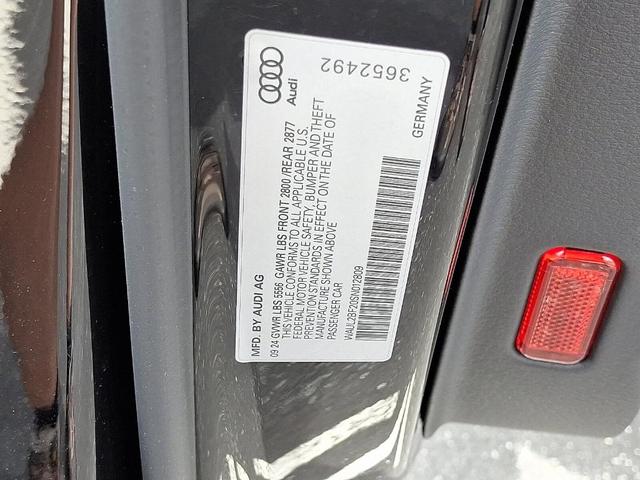 Audi
3652492
MFD. BY AUDI AG
GERMANY
09 24 GVWR LBS 5556 GAWR LBS FRONT 2800 /REAR 2877
THIS VEHICLE CONFORMS TO ALL APPLICABLE U.S.
FEDERAL MOTOR VEHICLE SAFETY, BUMPER AND THEFT
PREVENTION STANDARDS IN EFFECT ON THE DATE OF
MANUFACTURE SHOWN ABOVE
PASSENGER CAR